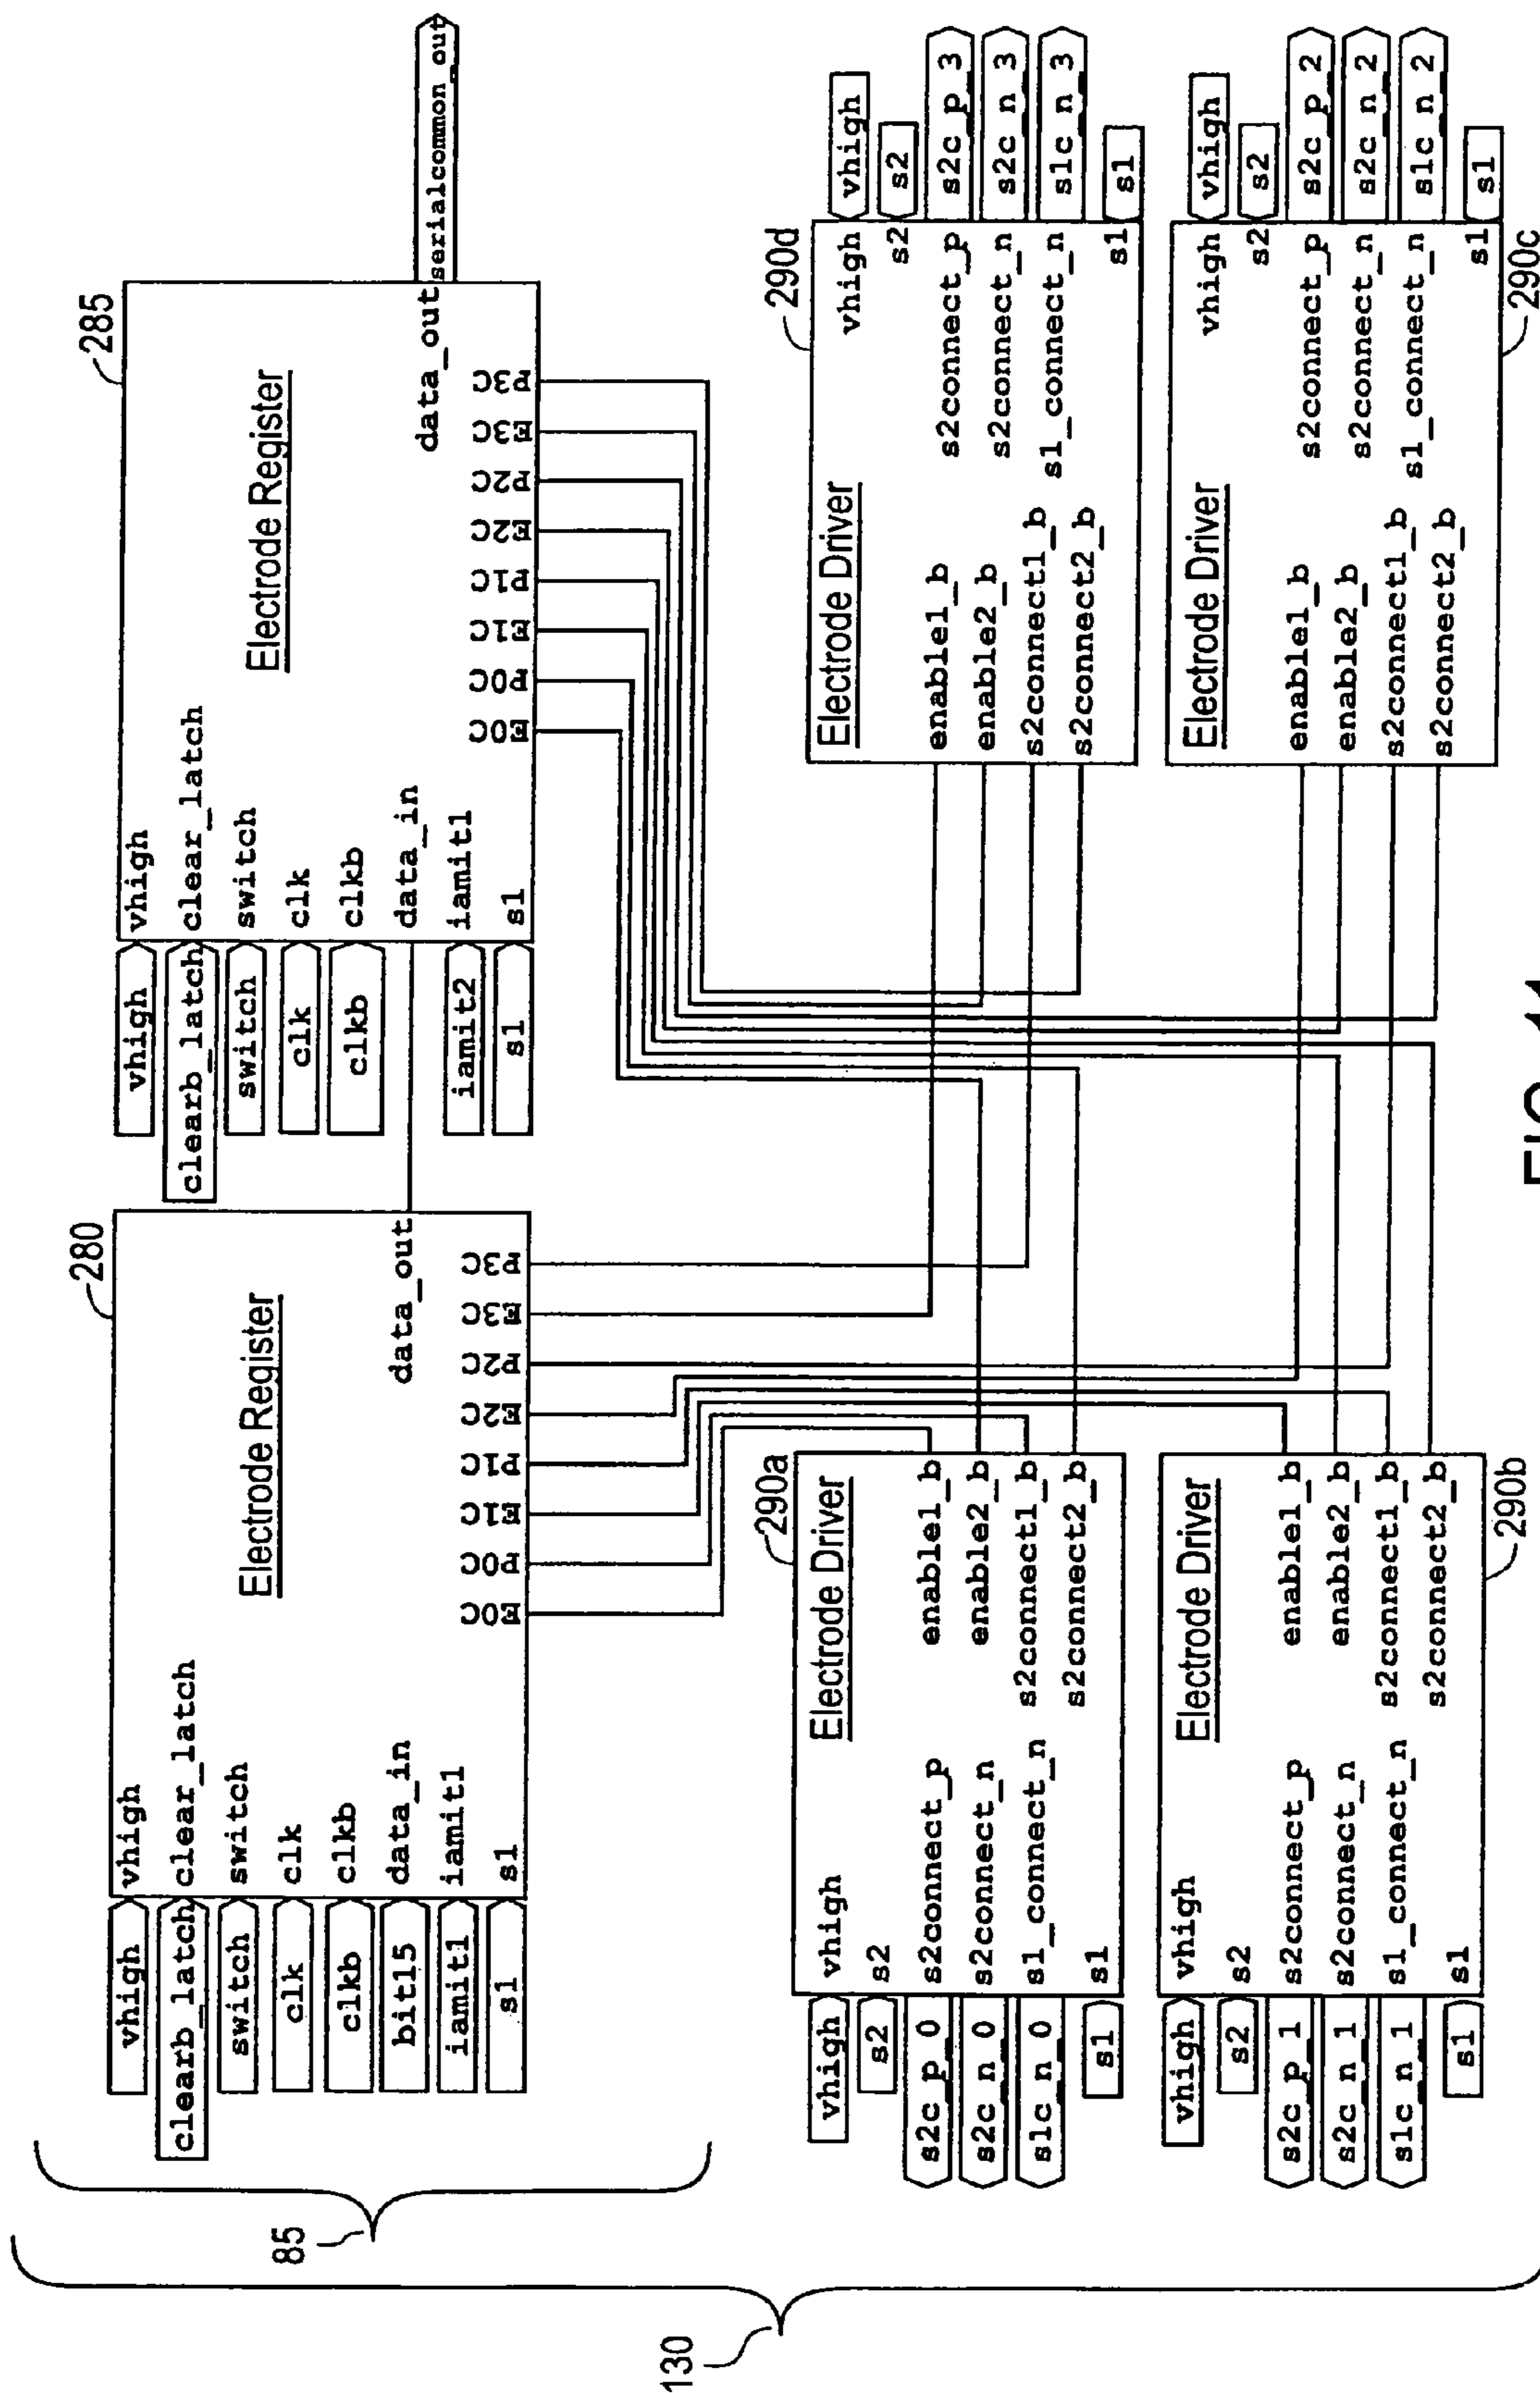 130
85
280
Electrode Register
vhigh
clearb_latch
switch
clk
clkb
bit15
iamit1
s1
vhigh
clear_latch
switch
clk
clkb
data_in
iamit1
s1
data_out
E0C
P0C
E1C
P1C
E2C
P2C
E3C
P3C
285
Electrode Register
vhigh
clearb_latch
switch
clk
clkb
iamit2
s1
vhigh
clear_latch
switch
clk
clkb
data_in
iamit1
s1
data_out
serialcommon_out
E0C
P0C
E1C
P1C
E2C
P2C
E3C
P3C
290a
Electrode Driver
vhigh
s2
s2c_p_0
s2c_n_0
s1c_n_0
s1
vhigh
s2
s2connect_p
s2connect_n
s1_connect_n
s1
enable1_b
enable2_b
s2connect1_b
s2connect2_b
290d
Electrode Driver
enable1_b
enable2_b
s2connect1_b
s2connect2_b
vhigh
s2
s2connect_p
s2connect_n
s1_connect_n
s1
vhigh
s2
s2c_p_3
s2c_n_3
s1c_n_3
s1
290b
Electrode Driver
vhigh
s2
s2c_p_1
s2c_n_1
s1c_n_1
s1
vhigh
s2
s2connect_p
s2connect_n
s1_connect_n
s1
enable1_b
enable2_b
s2connect1_b
s2connect2_b
290c
Electrode Driver
enable1_b
enable2_b
s2connect1_b
s2connect2_b
vhigh
s2
s2connect_p
s2connect_n
s1_connect_n
s1
vhigh
s2
s2c_p_2
s2c_n_2
s1c_n_2
s1